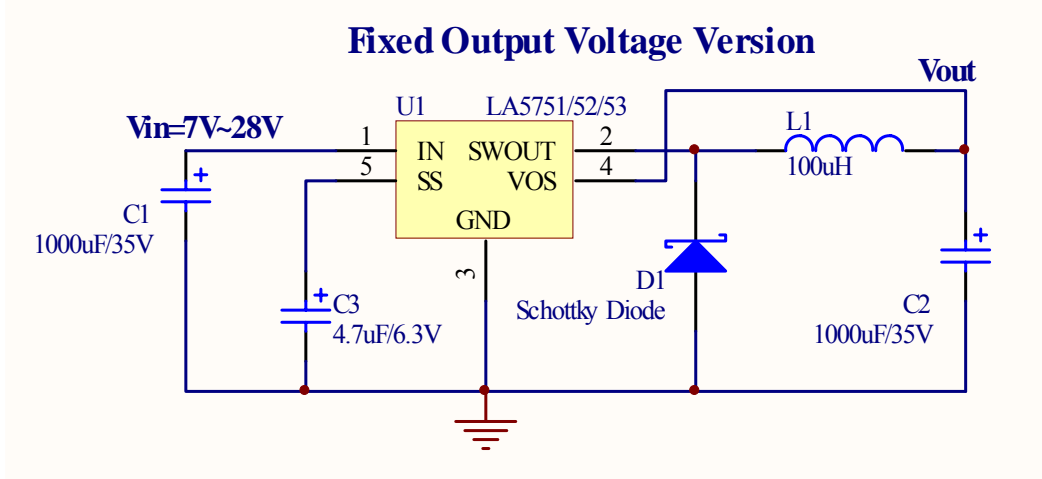 Fixed Output Voltage Version
Vout
U1 LA5751/52/53
Vin=7V~28V
1 IN SWOUT 2
5 SS VOS 4
GND
3
L1
100uH
C1
1000uF/35V
C3
4.7uF/6.3V
D1
Schottky Diode
C2
1000uF/35V
+
+
+